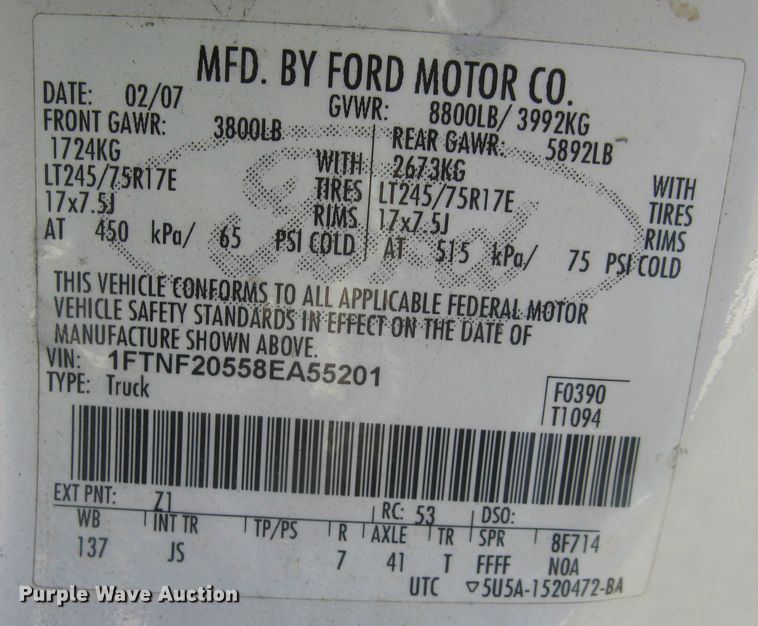 MFD. BY FORD MOTOR CO.
DATE: 02/07 GVWR: 8800LB/ 3992KG
FRONT GAWR: 3800LB REAR GAWR: 5892LB
1724KG WITH 2673KG WITH
LT245/75R17E TIRES LT245/75R17E TIRES
17x7.5J RIMS 17x7.5J RIMS
AT 450 kPa/ 65 PSI COLD AT 515 kPa/ 75 PSI COLD
Ford
THIS VEHICLE CONFORMS TO ALL APPLICABLE FEDERAL MOTOR
VEHICLE SAFETY STANDARDS IN EFFECT ON THE DATE OF
MANUFACTURE SHOWN ABOVE.
VIN: 1FTNF20558EA55201
TYPE: Truck F0390
T1094
EXT PNT: Z1 RC: 53 DSO:
WB INT TR TP/PS R AXLE TR SPR 8F714
137 JS 7 41 T FFFF NOA
UTC ▽5U5A-1520472-BA
Purple Wave Auction